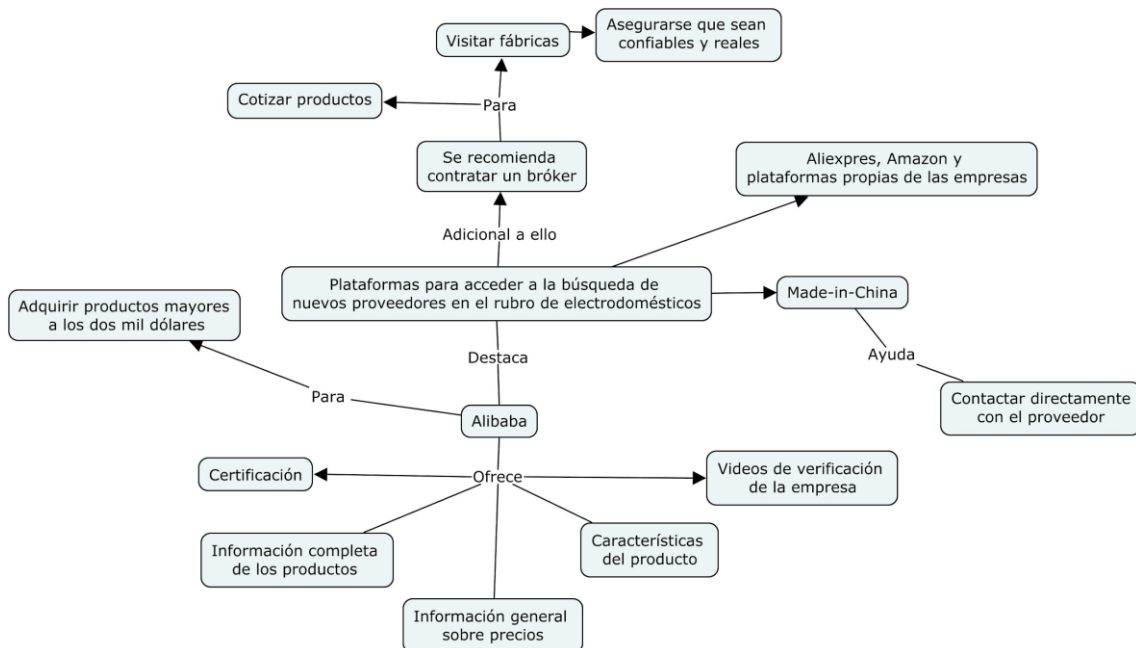 Asegurarse que sean
confiables y reales
Visitar fábricas
Cotizar productos
Para
Se recomienda
contratar un bróker
Aliexpres, Amazon y
plataformas propias de las empresas
Adicional a ello
Plataformas para acceder a la búsqueda de
nuevos proveedores en el rubro de electrodomésticos
Made-in-China
Adquirir productos mayores
a los dos mil dólares
Destaca
Ayuda
Para
Contactar directamente
con el proveedor
Alibaba
Certificación
Ofrece
Videos de verificación
de la empresa
Información completa
de los productos
Características
del producto
Información general
sobre precios